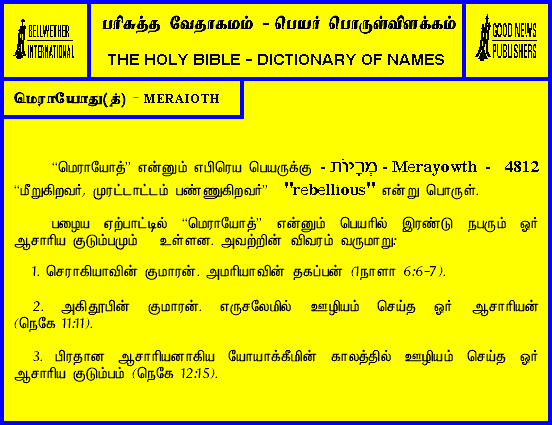 BELLWETHER
INTERNATIONAL
பரிசுத்த வேதாகமம் - பெயர் பொருள்விளக்கம்
THE HOLY BIBLE - DICTIONARY OF NAMES
GOOD NEWS
PUBLISHERS
மெராயோது(த்) - MERAIOTH
“மெராயோத்” என்னும் எபிரெய பெயருக்கு - מְרָיוֹת - Merayowth - 4812
“மீறுகிறவர், முரட்டாட்டம் பண்ணுகிறவர்” "rebellious" என்று பொருள்.
பழைய ஏற்பாட்டில் “மெராயோத்” என்னும் பெயரில் இரண்டு நபரும் ஓர்
ஆசாரிய குடும்பமும் உள்ளன. அவற்றின் விவரம் வருமாறு:
1. செராகியாவின் குமாரன். அமரியாவின் தகப்பன் (1நாளா 6:6-7).
2. அகிதூபின் குமாரன். எருசலேமில் ஊழியம் செய்த ஓர் ஆசாரியன்
(நெகே 11:11).
3. பிரதான ஆசாரியனாகிய யோயாக்கீமின் காலத்தில் ஊழியம் செய்த ஓர்
ஆசாரிய குடும்பம் (நெகே 12:15).